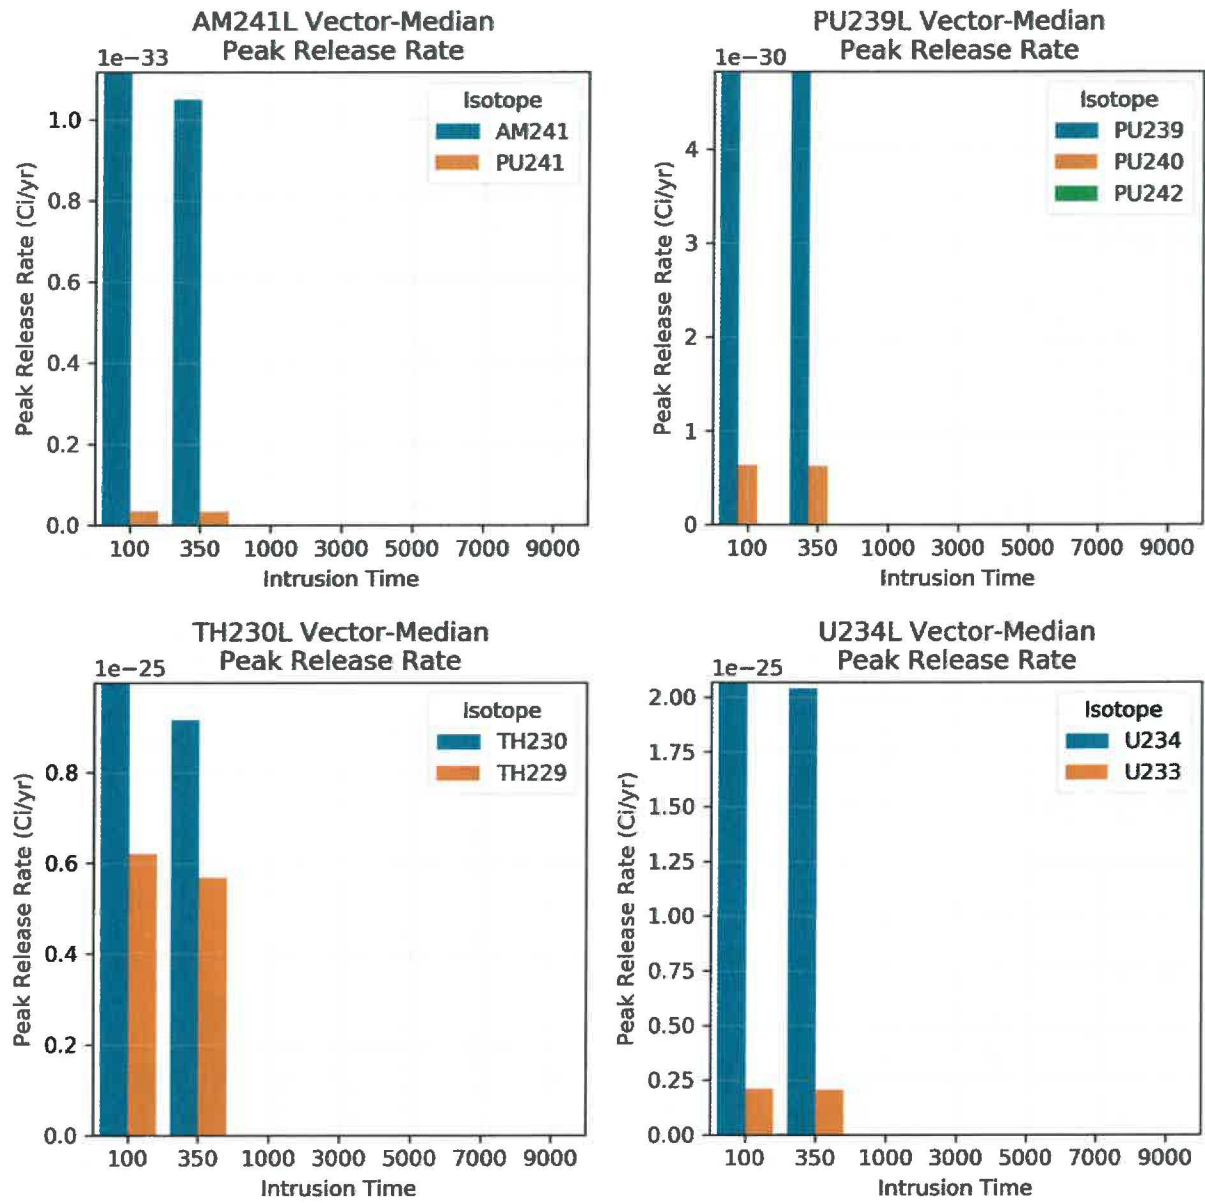 AM241L Vector-Median
Peak Release Rate
1e−33
Peak Release Rate (Ci/yr)
1.0
0.8
0.6
0.4
0.2
0.0
Isotope
AM241
PU241
100 350 1000 3000 5000 7000 9000
Intrusion Time
PU239L Vector-Median
Peak Release Rate
1e−30
Peak Release Rate (Ci/yr)
4
3
2
1
0
Isotope
PU239
PU240
PU242
100 350 1000 3000 5000 7000 9000
Intrusion Time
TH230L Vector-Median
Peak Release Rate
1e−25
Peak Release Rate (Ci/yr)
0.8
0.6
0.4
0.2
0.0
Isotope
TH230
TH229
100 350 1000 3000 5000 7000 9000
Intrusion Time
U234L Vector-Median
Peak Release Rate
1e−25
Peak Release Rate (Ci/yr)
2.00
1.75
1.50
1.25
1.00
0.75
0.50
0.25
0.00
Isotope
U234
U233
100 350 1000 3000 5000 7000 9000
Intrusion Time